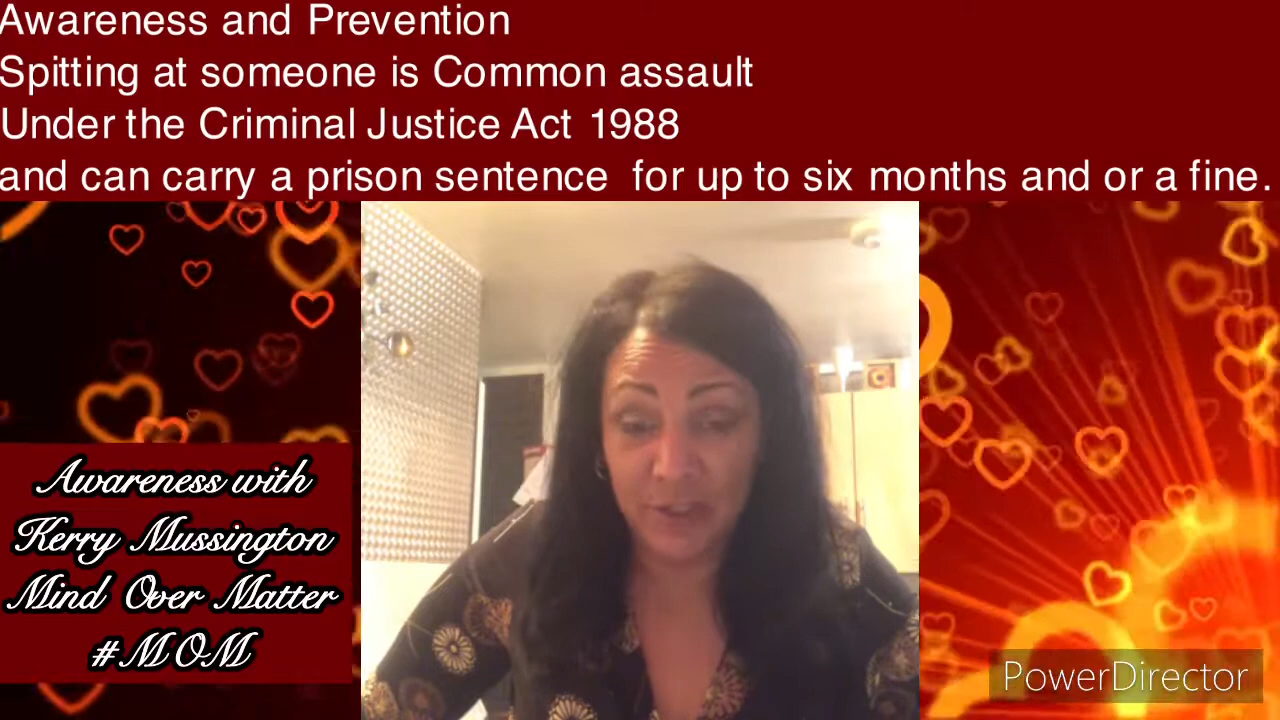 Awareness and Prevention
Spitting at someone is Common assault
Under the Criminal Justice Act 1988
and can carry a prison sentence for up to six months and or a fine.
Awareness with
Kerry Mussington
Mind Over Matter
#MOM
PowerDirector